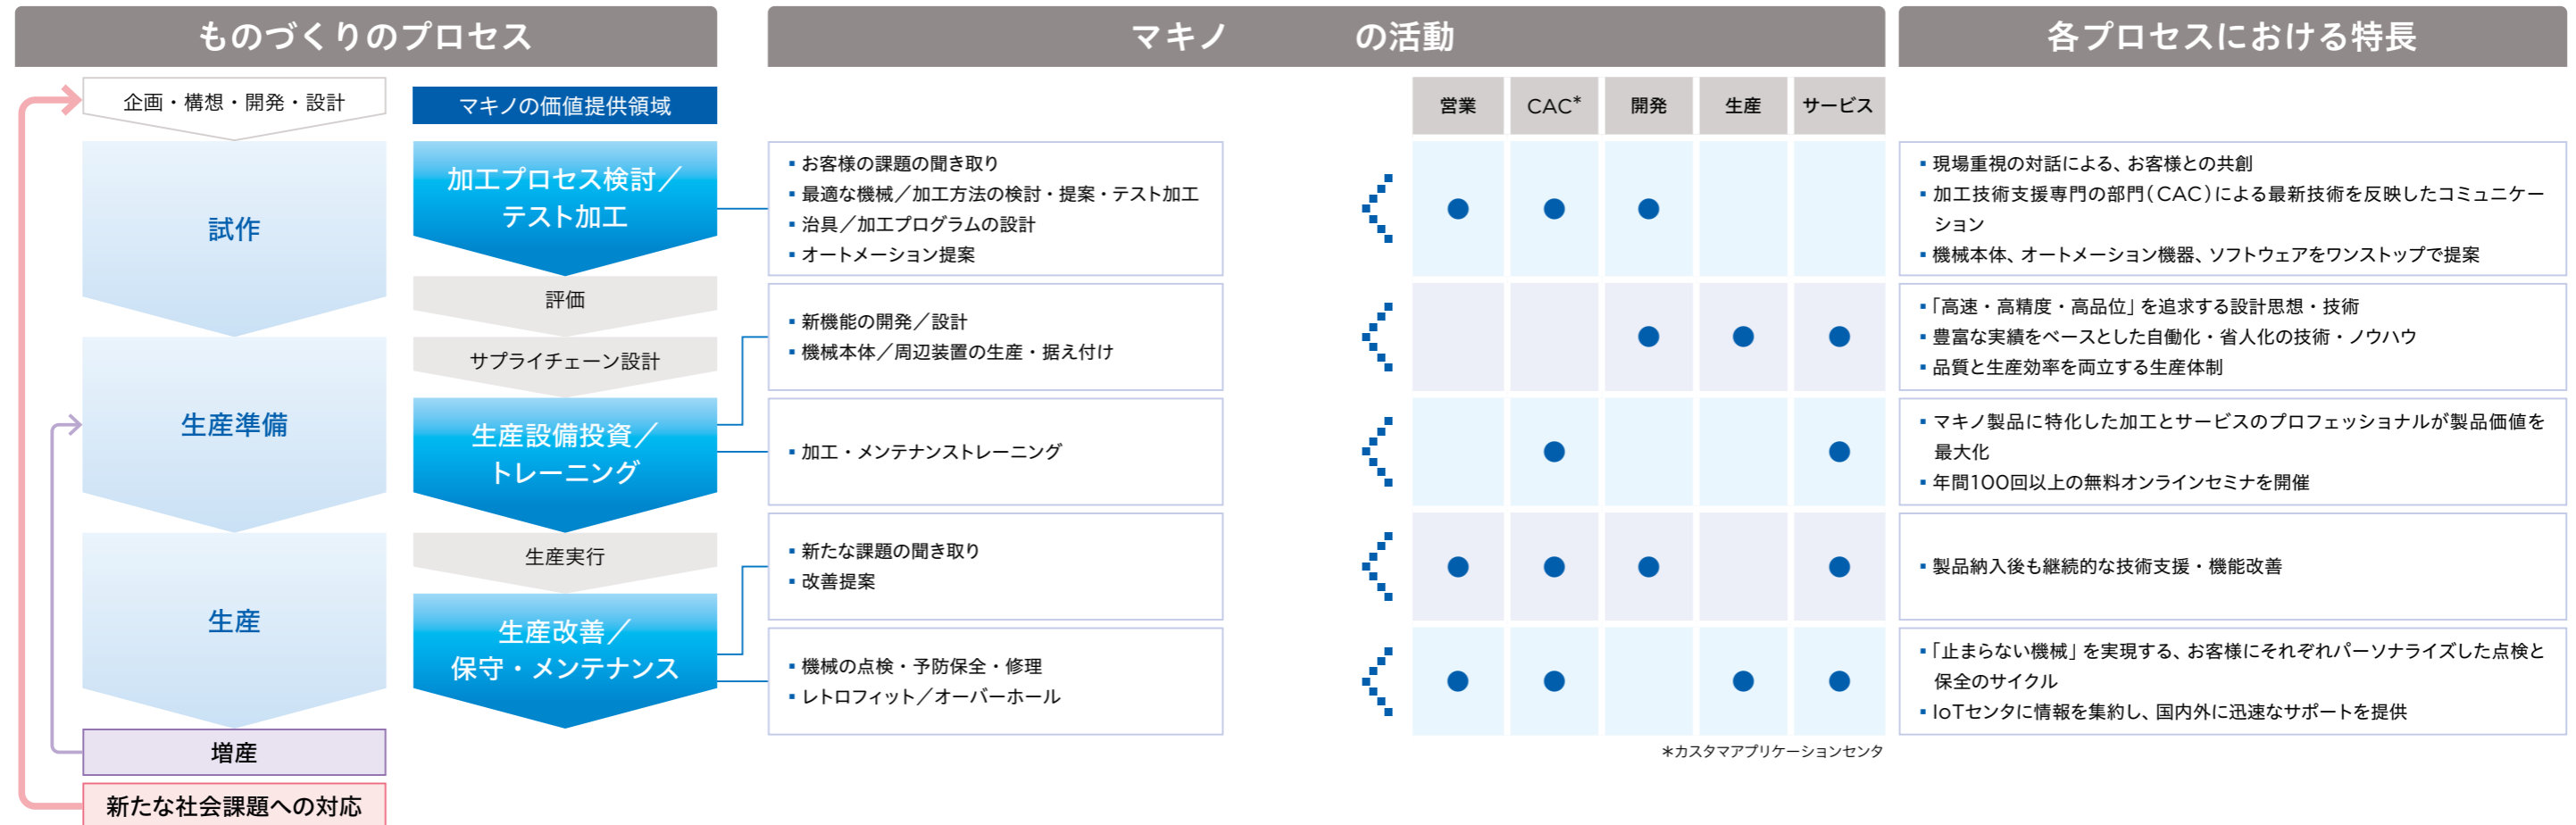 ものづくりのプロセス
マキノ の活動
各プロセスにおける特長
企画・構想・開発・設計
マキノの価値提供領域
営業
CAC*
開発
生産
サービス
試作
加工プロセス検討／
テスト加工
▪ お客様の課題の聞き取り
▪ 最適な機械／加工方法の検討・提案・テスト加工
▪ 治具／加工プログラムの設計
▪ オートメーション提案
▪ 現場重視の対話による、お客様との共創
▪ 加工技術支援専門の部門（CAC）による最新技術を反映したコミュニケー
ション
▪ 機械本体、オートメーション機器、ソフトウェアをワンストップで提案
評価
サプライチェーン設計
▪ 新機能の開発／設計
▪ 機械本体／周辺装置の生産・据え付け
▪ 「高速・高精度・高品位」を追求する設計思想・技術
▪ 豊富な実績をベースとした自働化・省人化の技術・ノウハウ
▪ 品質と生産効率を両立する生産体制
生産準備
生産設備投資／
トレーニング
▪ 加工・メンテナンストレーニング
▪ マキノ製品に特化した加工とサービスのプロフェッショナルが製品価値を
最大化
▪ 年間100回以上の無料オンラインセミナを開催
生産実行
▪ 新たな課題の聞き取り
▪ 改善提案
▪ 製品納入後も継続的な技術支援・機能改善
生産
生産改善／
保守・メンテナンス
▪ 機械の点検・予防保全・修理
▪ レトロフィット／オーバーホール
▪ 「止まらない機械」を実現する、お客様にそれぞれパーソナライズした点検と
保全のサイクル
▪ IoTセンタに情報を集約し、国内外に迅速なサポートを提供
増産
＊カスタマアプリケーションセンタ
新たな社会課題への対応